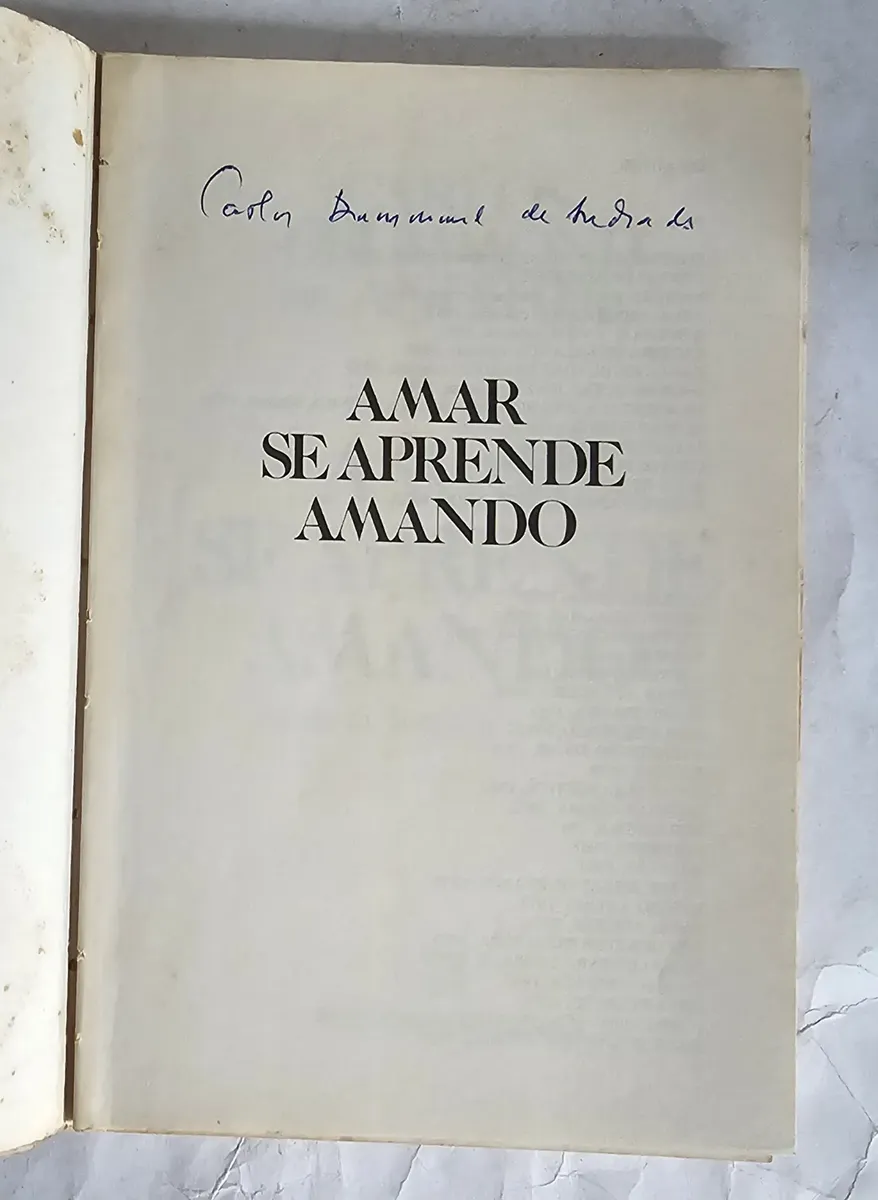 Carlos Drummond de Andrade
AMAR
SE APRENDE
AMANDO